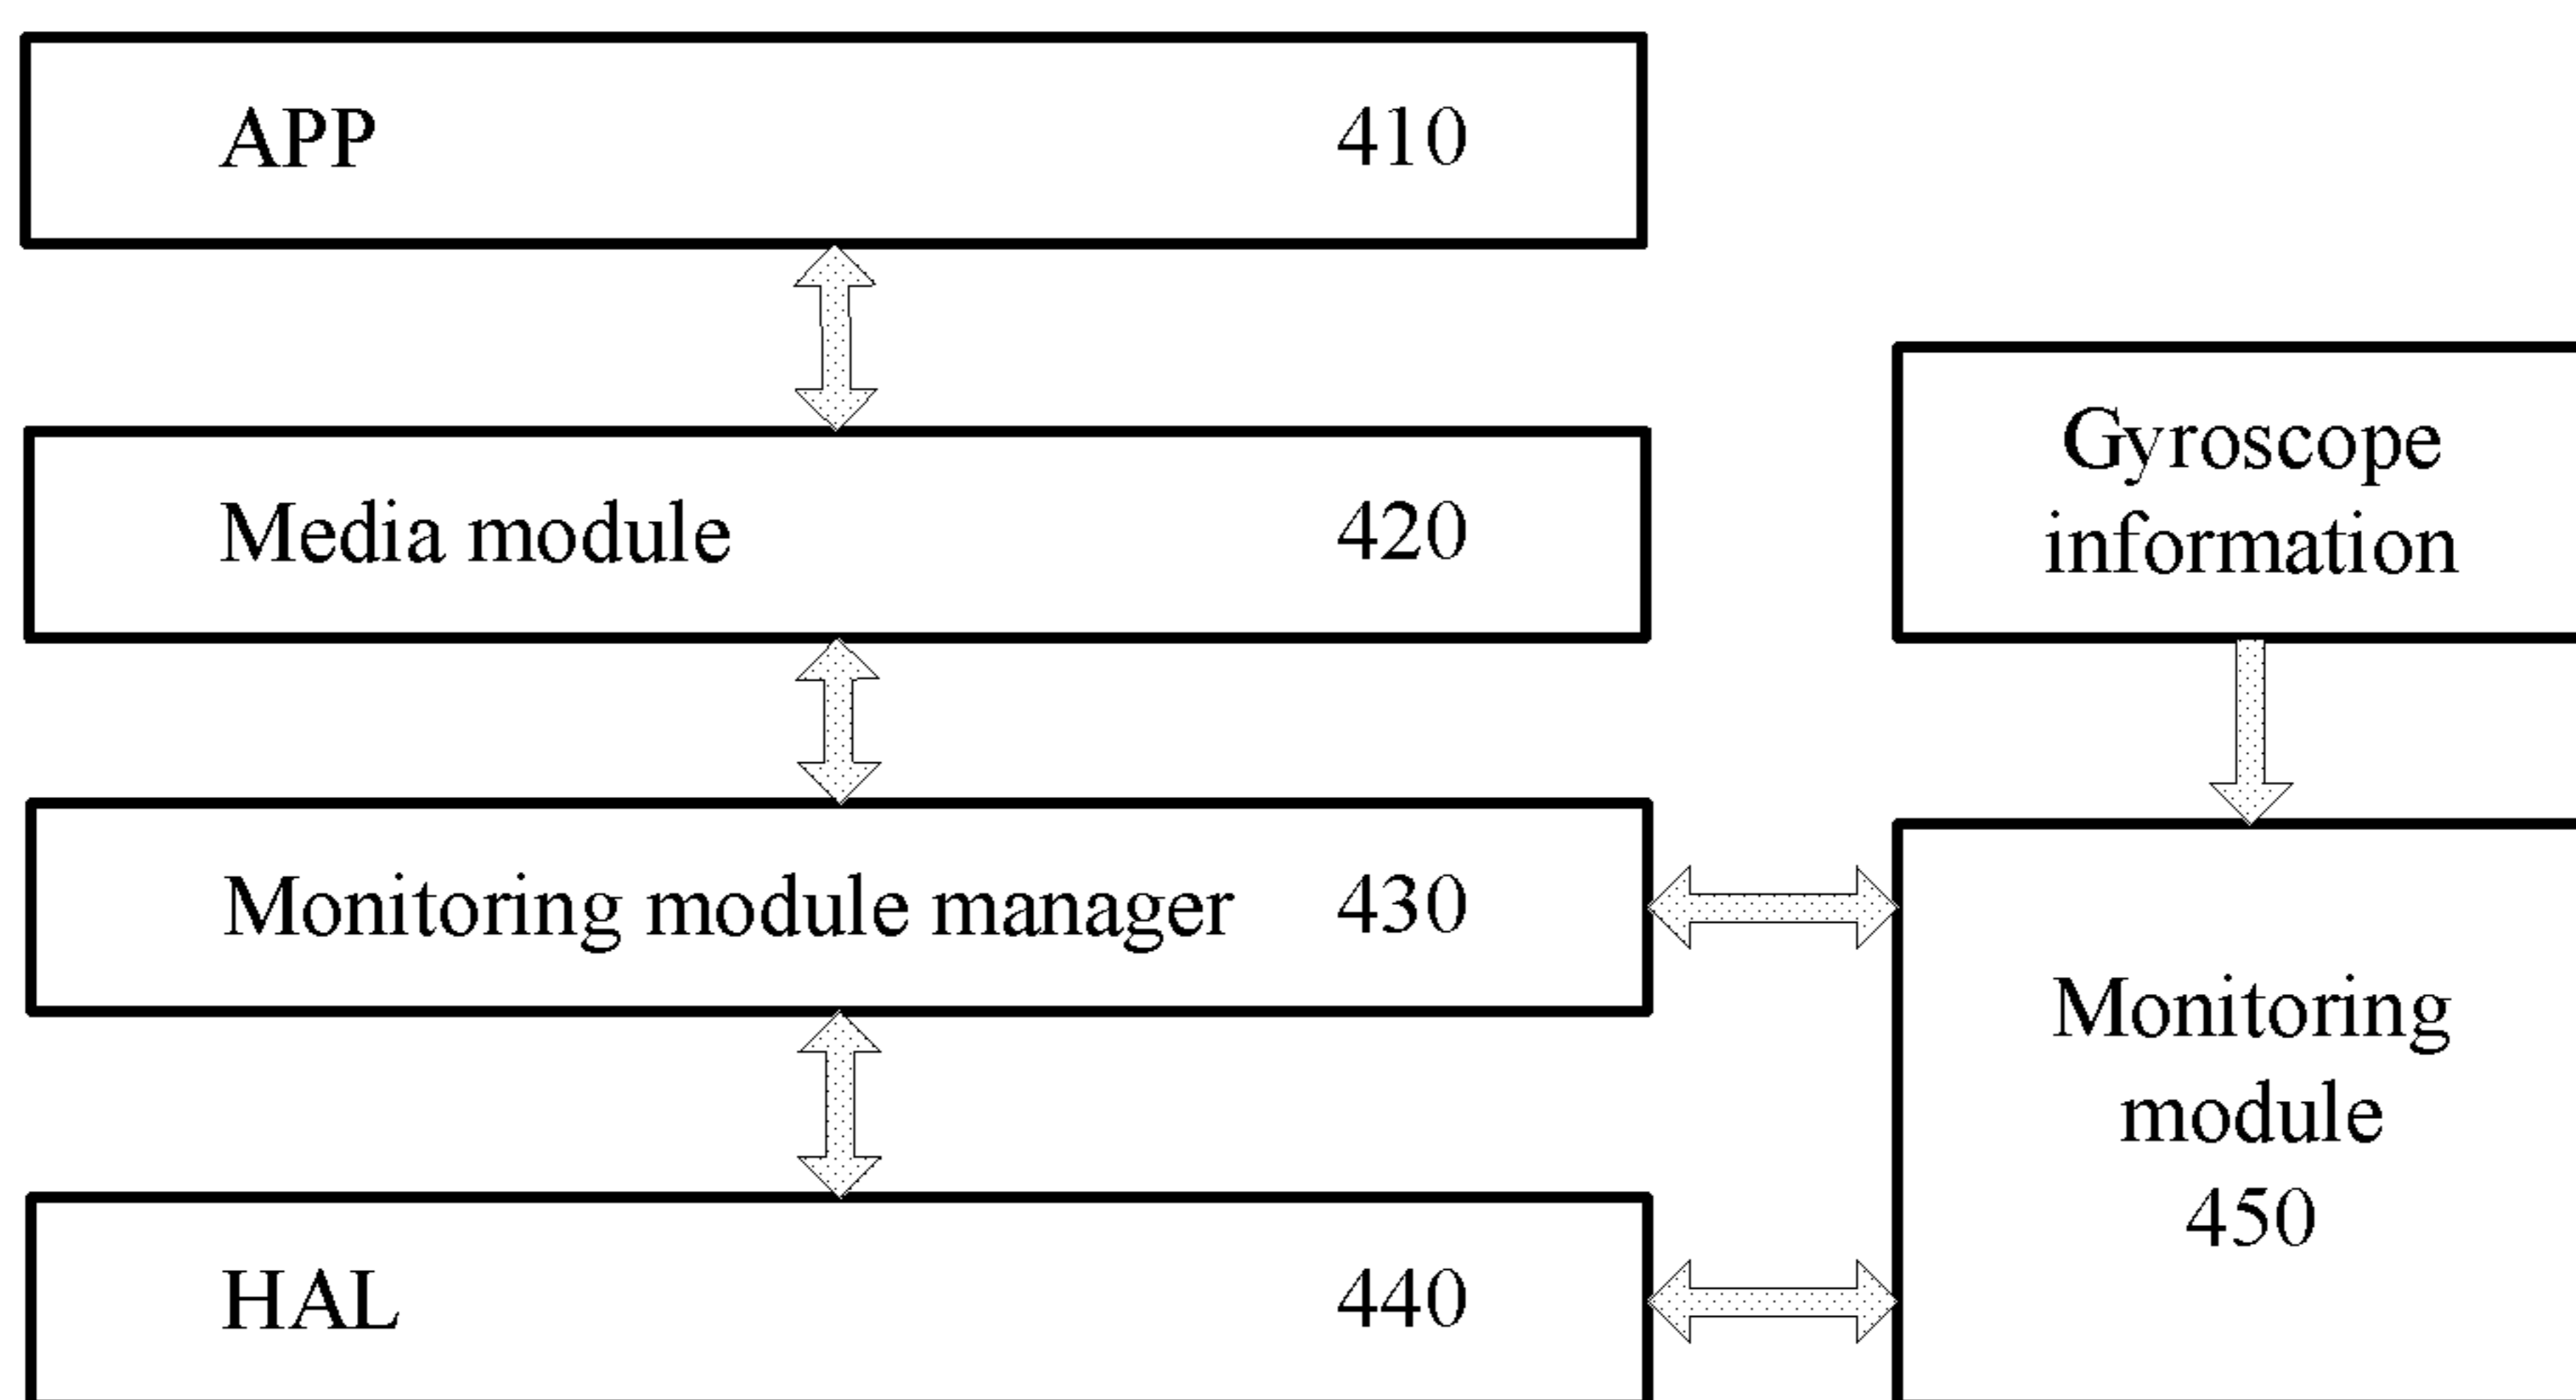 APP 410
Media module 420
Gyroscope
information
Monitoring module manager 430
Monitoring
module
450
HAL 440